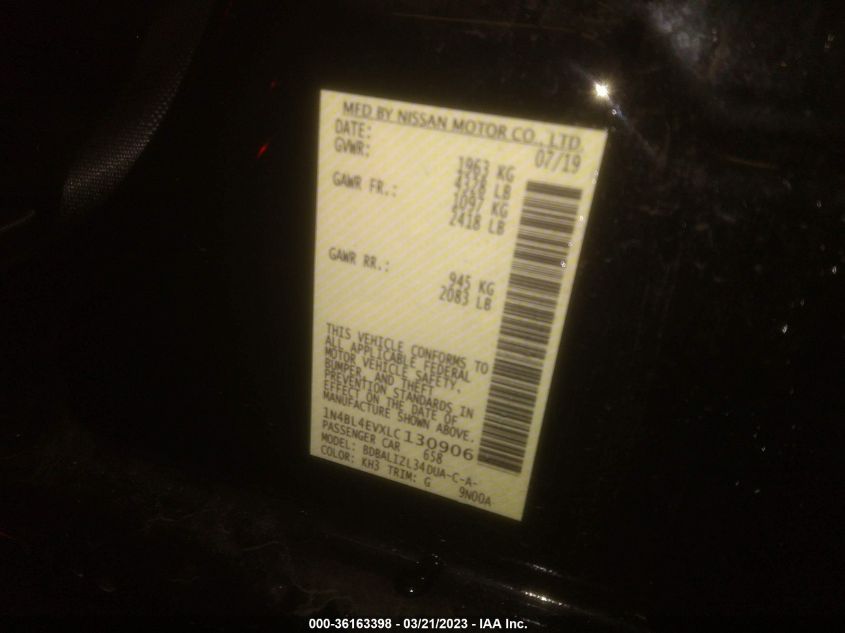 MFD BY NISSAN MOTOR CO., LTD.
DATE: 07/19
GVWR: 1963 KG
4328 LB
GAWR FR.: 1097 KG
2418 LB
GAWR RR.: 945 KG
2083 LB
THIS VEHICLE CONFORMS TO
ALL APPLICABLE FEDERAL
MOTOR VEHICLE SAFETY,
BUMPER, AND THEFT
PREVENTION STANDARDS IN
EFFECT ON THE DATE OF
MANUFACTURE SHOWN ABOVE.
1N4BL4EVXLC130906
PASSENGER CAR 658
MODEL: BDBALIZL34DUA-C-A-
COLOR: KH3 TRIM: G 9N00A
000-36163398 - 03/21/2023 - IAA Inc.